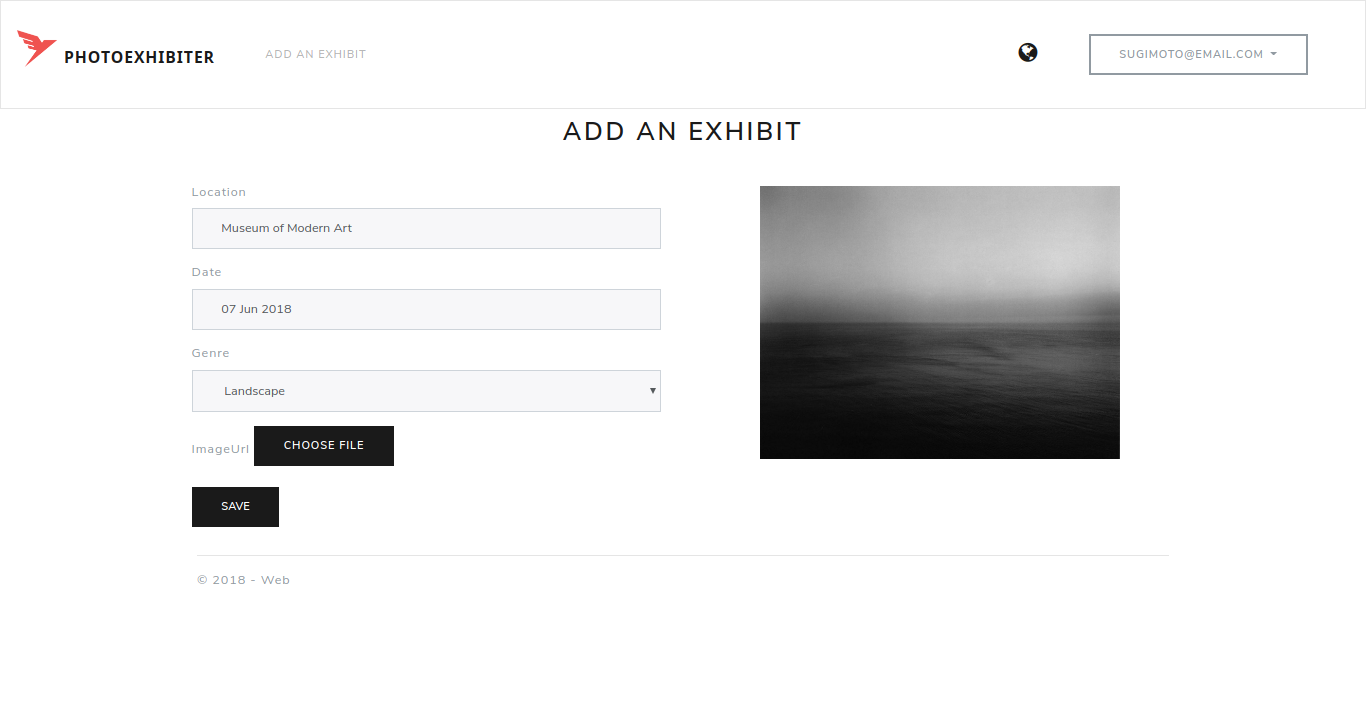 PHOTOEXHIBITER
ADD AN EXHIBIT
SUGIMOTO@EMAIL.COM
ADD AN EXHIBIT
Location
Museum of Modern Art
Date
07 Jun 2018
Genre
Landscape
ImageUrl
CHOOSE FILE
SAVE
© 2018 - Web